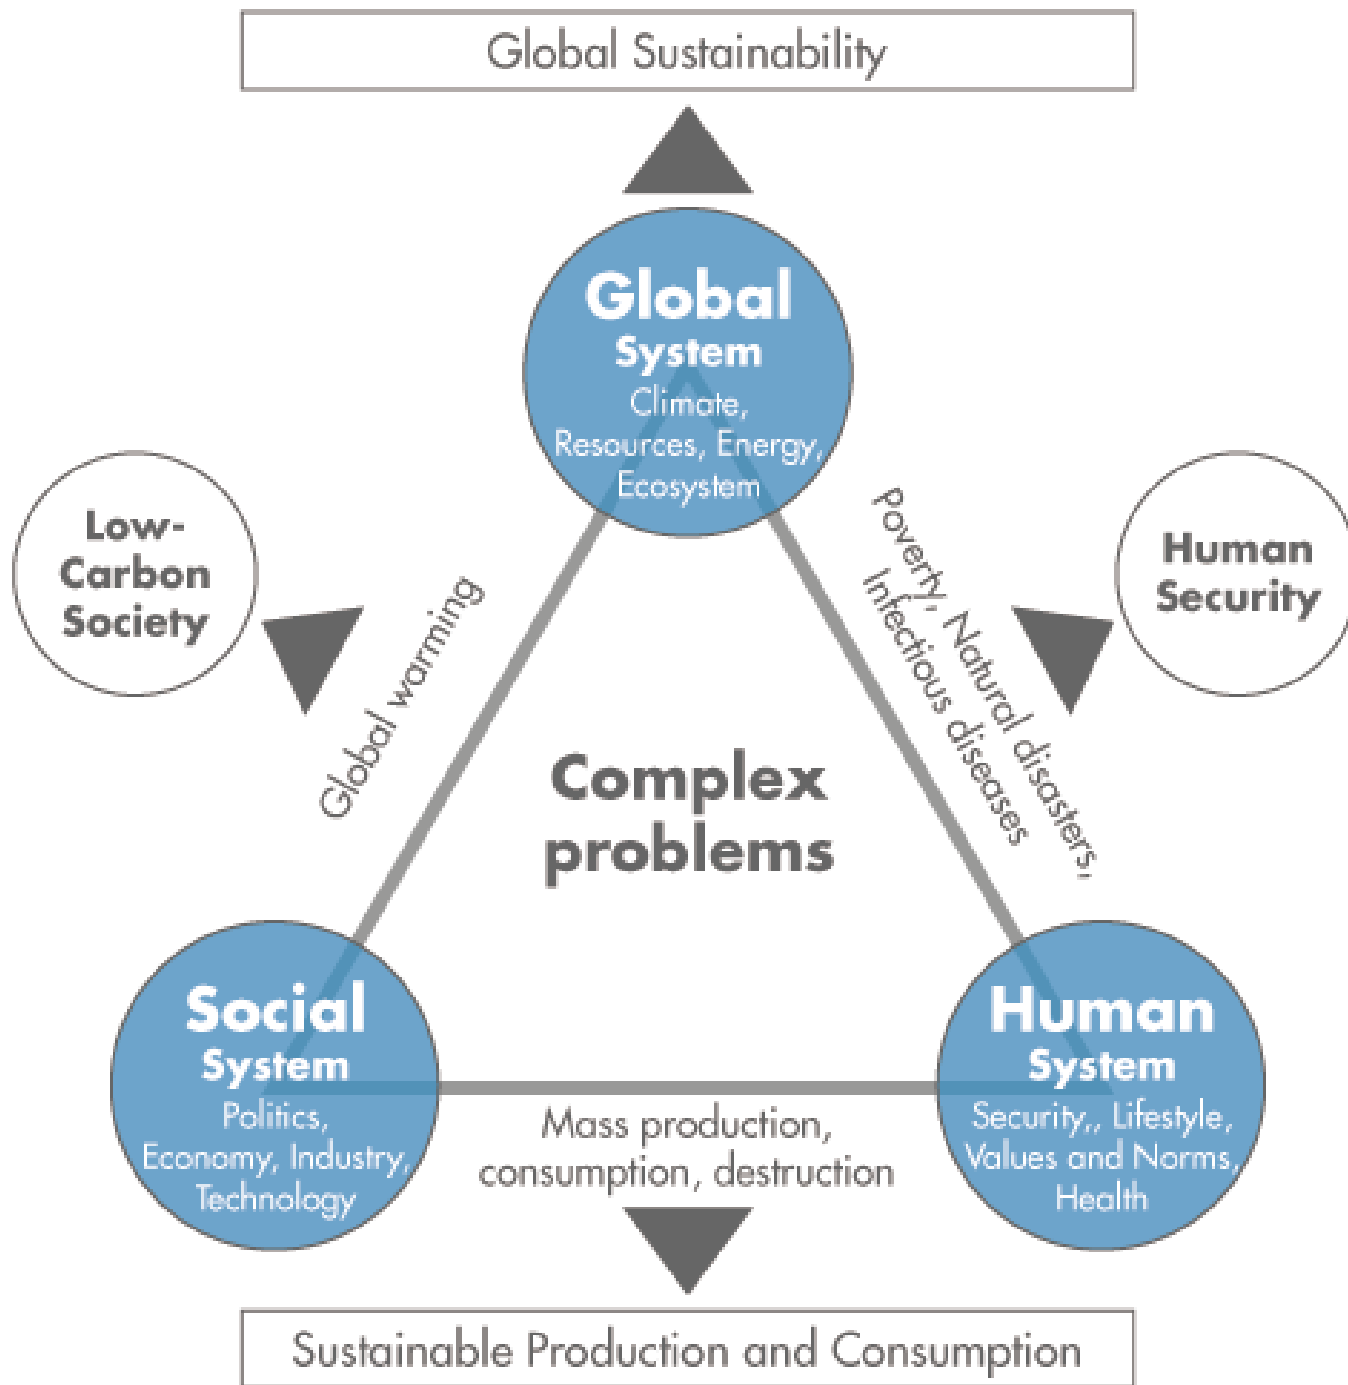 Global Sustainability
Global
System
Climate,
Resources, Energy,
Ecosystem
Low-
Carbon
Society
Human
Security
Global warming
Poverty, Natural disasters,
Infectious diseases
Complex
problems
Social
System
Politics,
Economy, Industry,
Technology
Human
System
Security,, Lifestyle,
Values and Norms,
Health
Mass production,
consumption, destruction
Sustainable Production and Consumption